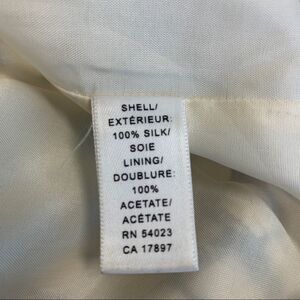 SHELL/
EXTÉRIEUR:
100% SILK/
SOIE
LINING/
DOUBLURE:
100%
ACETATE/
ACÉTATE
RN 54023
CA 17897